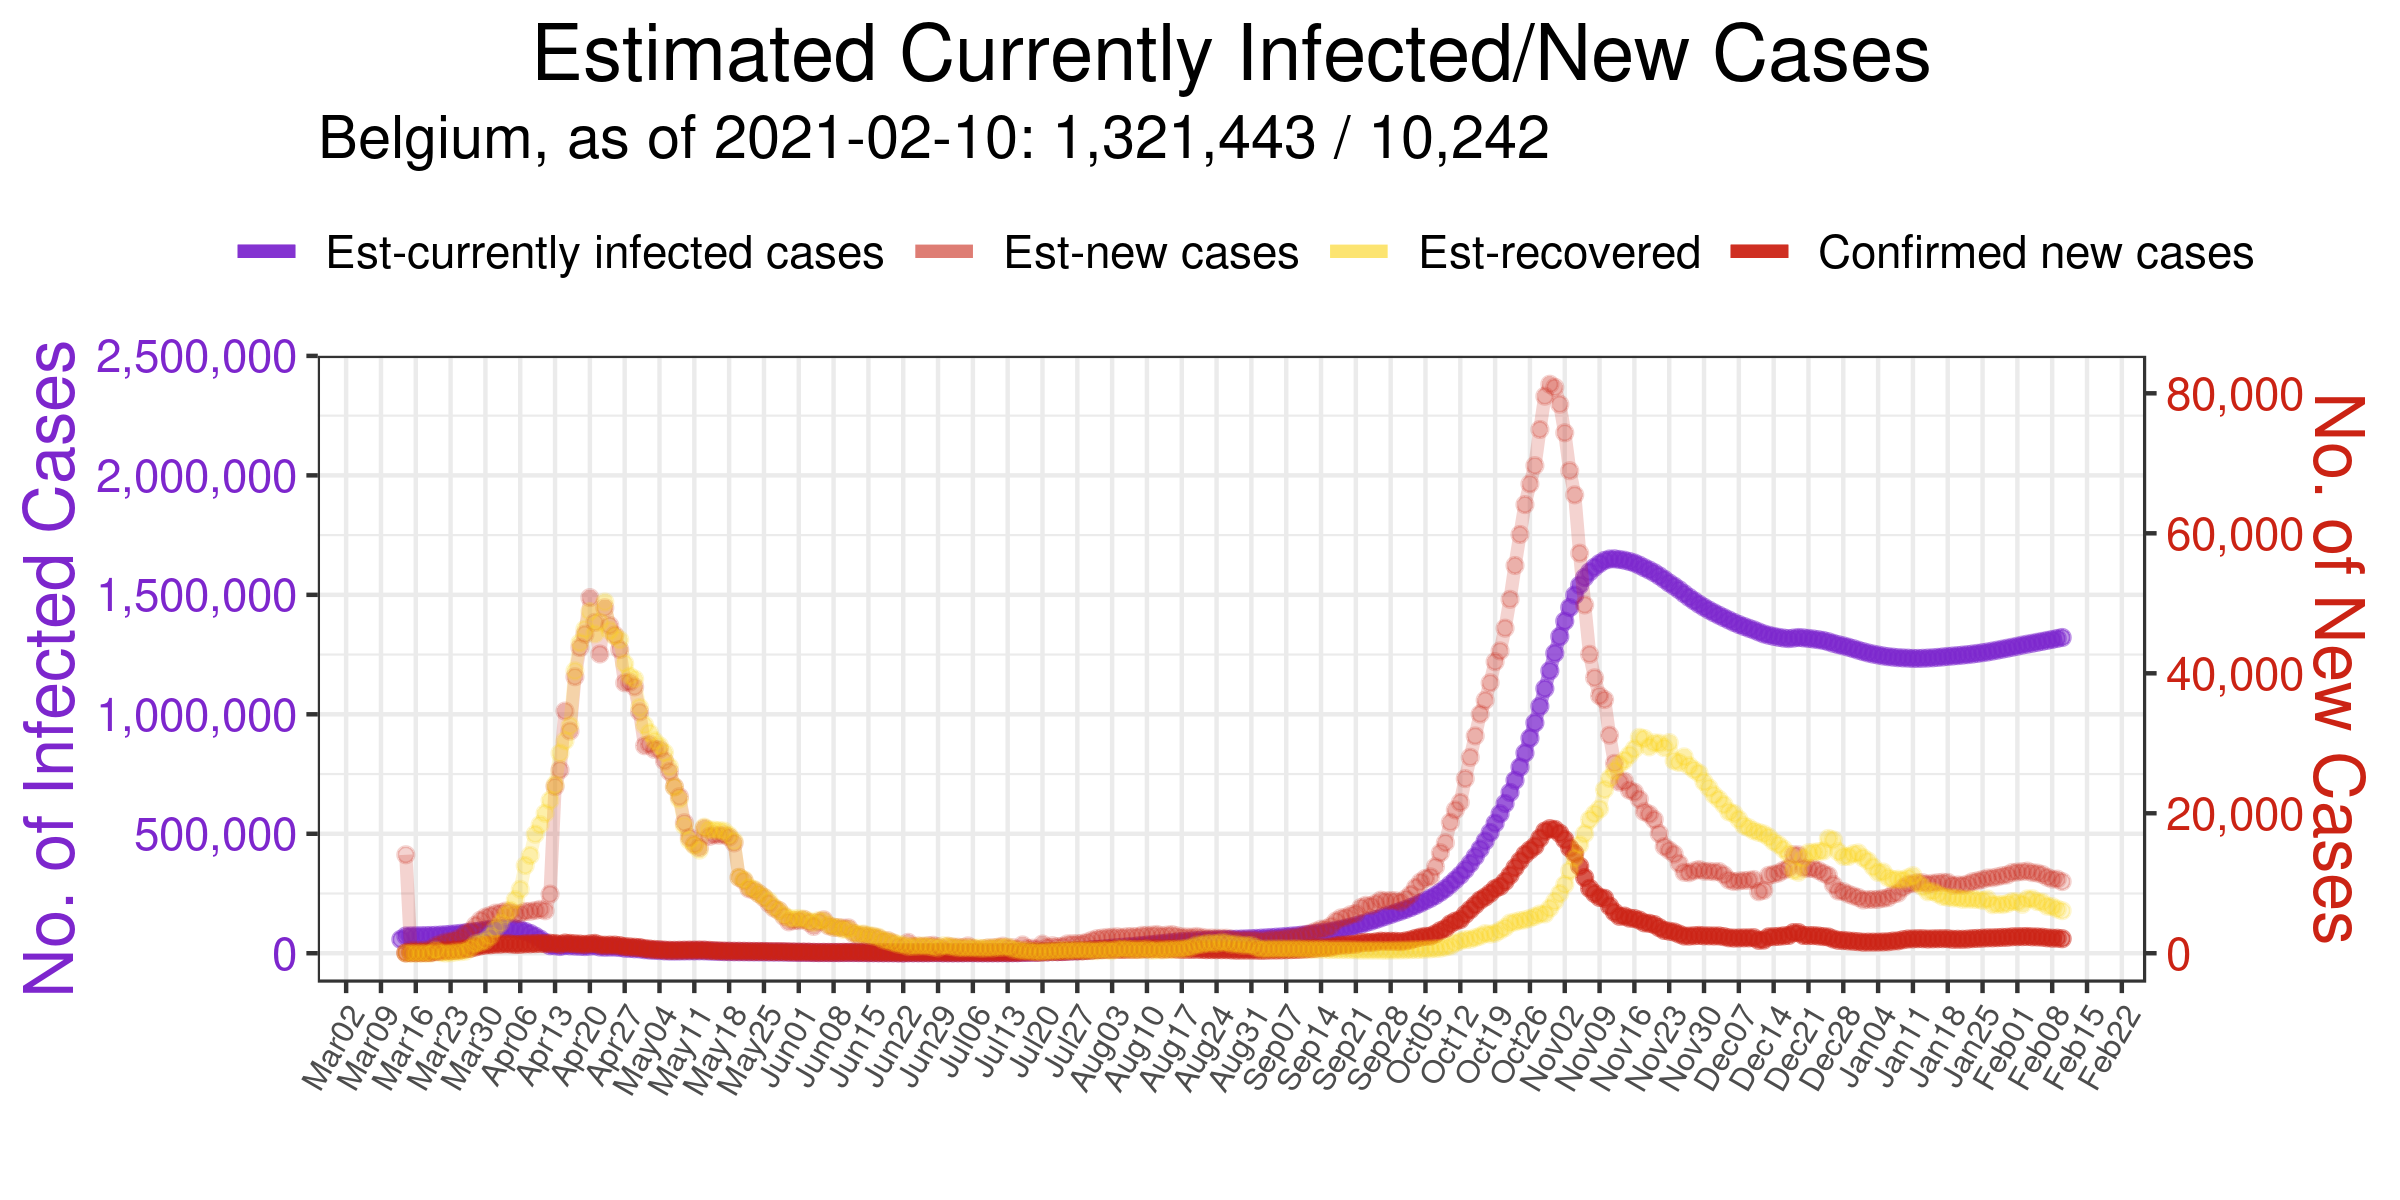 Estimated Currently Infected/New Cases
Belgium, as of 2021-02-10: 1,321,443 / 10,242
Est-currently infected cases Est-new cases Est-recovered Confirmed new cases
No. of Infected Cases
2,500,000
2,000,000
1,500,000
1,000,000
500,000
0
80,000
60,000
40,000
20,000
0
No. of New Cases
Mar02 Mar09 Mar16 Mar23 Mar30 Apr06 Apr13 Apr20 Apr27 May04 May11 May18 May25 Jun01 Jun08 Jun15 Jun22 Jun29 Jul06 Jul13 Jul20 Jul27 Aug03 Aug10 Aug17 Aug24 Aug31 Sep07 Sep14 Sep21 Sep28 Oct05 Oct12 Oct19 Oct26 Nov02 Nov09 Nov16 Nov23 Nov30 Dec07 Dec14 Dec21 Dec28 Jan04 Jan11 Jan18 Jan25 Feb01 Feb08 Feb15 Feb22